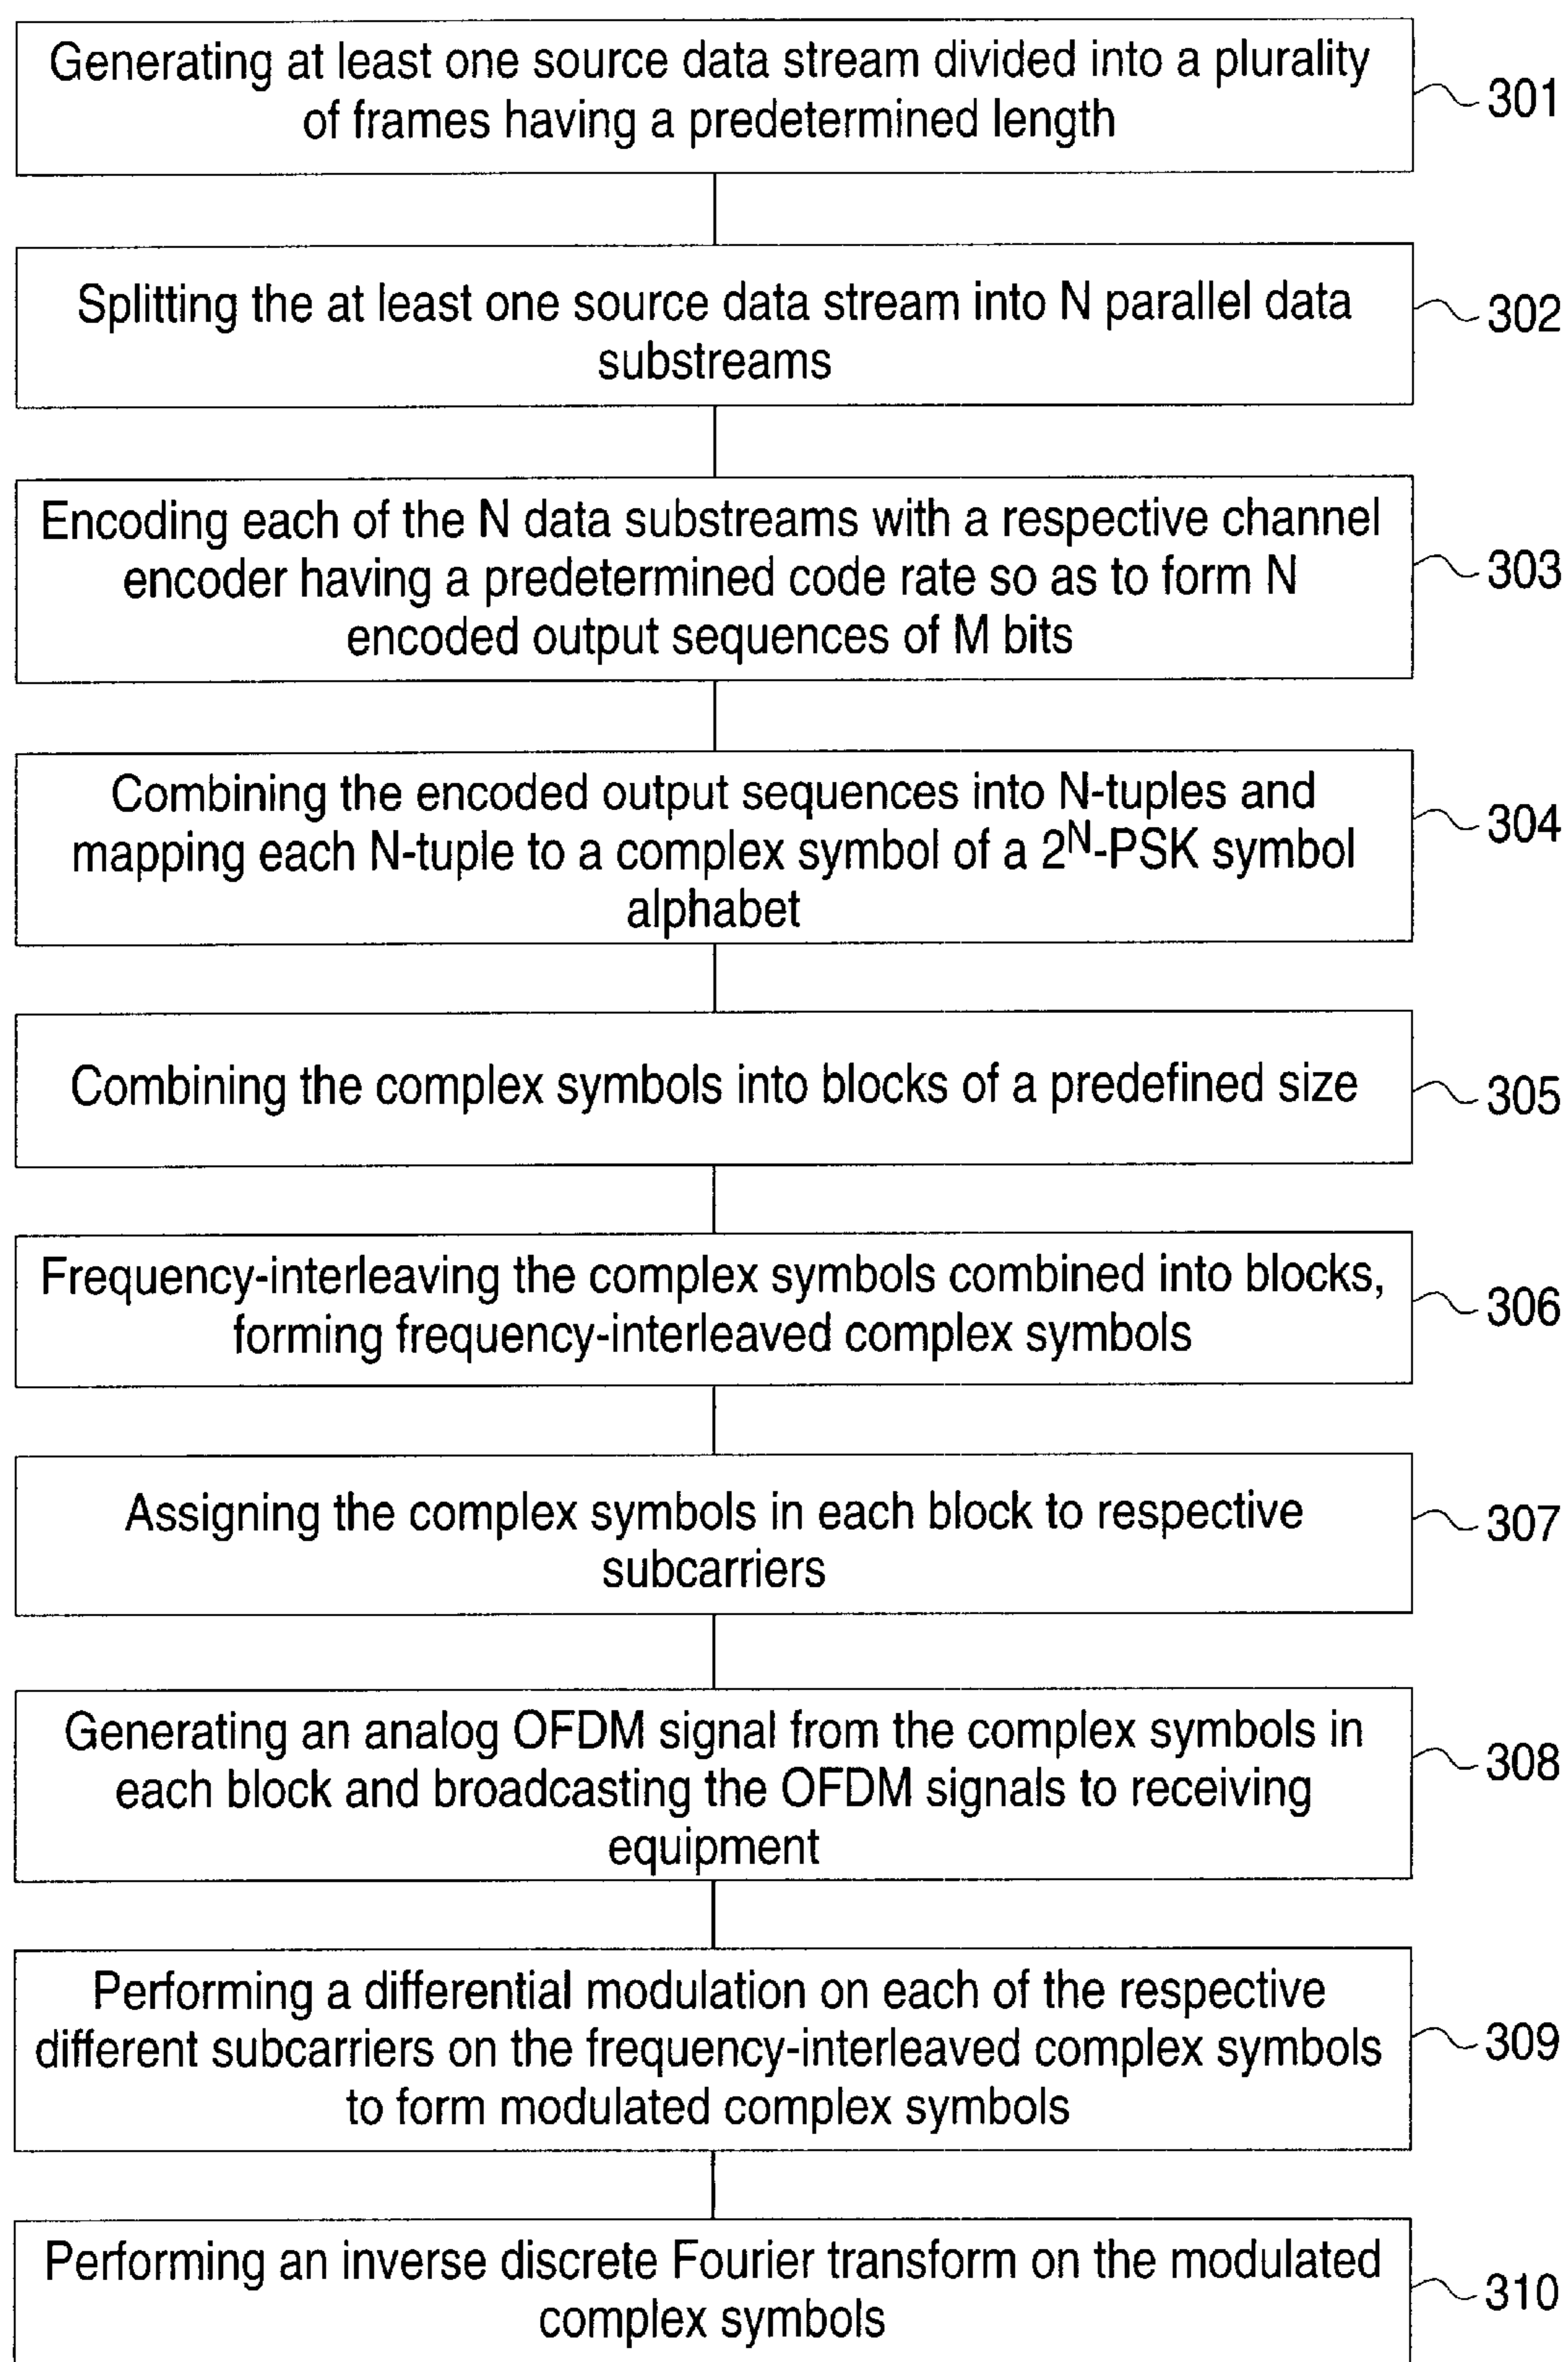 Generating at least one source data stream divided into a plurality
of frames having a predetermined length
301
Splitting the at least one source data stream into N parallel data
substreams
302
Encoding each of the N data substreams with a respective channel
encoder having a predetermined code rate so as to form N
encoded output sequences of M bits
303
Combining the encoded output sequences into N-tuples and
mapping each N-tuple to a complex symbol of a 2ᴺ-PSK symbol
alphabet
304
Combining the complex symbols into blocks of a predefined size
305
Frequency-interleaving the complex symbols combined into blocks,
forming frequency-interleaved complex symbols
306
Assigning the complex symbols in each block to respective
subcarriers
307
Generating an analog OFDM signal from the complex symbols in
each block and broadcasting the OFDM signals to receiving
equipment
308
Performing a differential modulation on each of the respective
different subcarriers on the frequency-interleaved complex symbols
to form modulated complex symbols
309
Performing an inverse discrete Fourier transform on the modulated
complex symbols
310